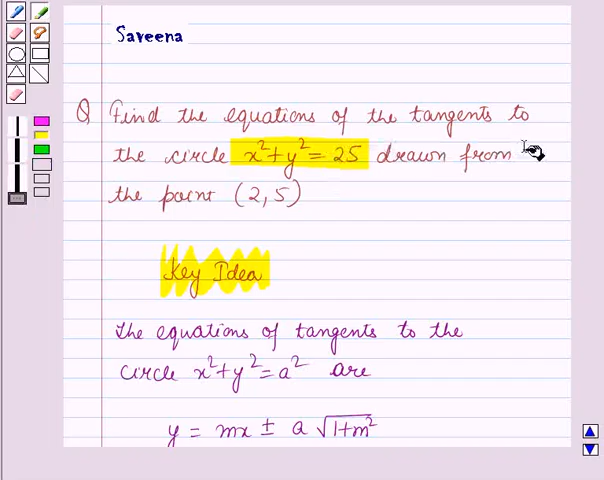 Saveena
Q Find the equations of the tangents to
the circle x²+y²=25 drawn from
the point (2,5)
Key Idea
The equations of tangents to the
circle x²+y²=a² are
y = mx ± a √1+m²